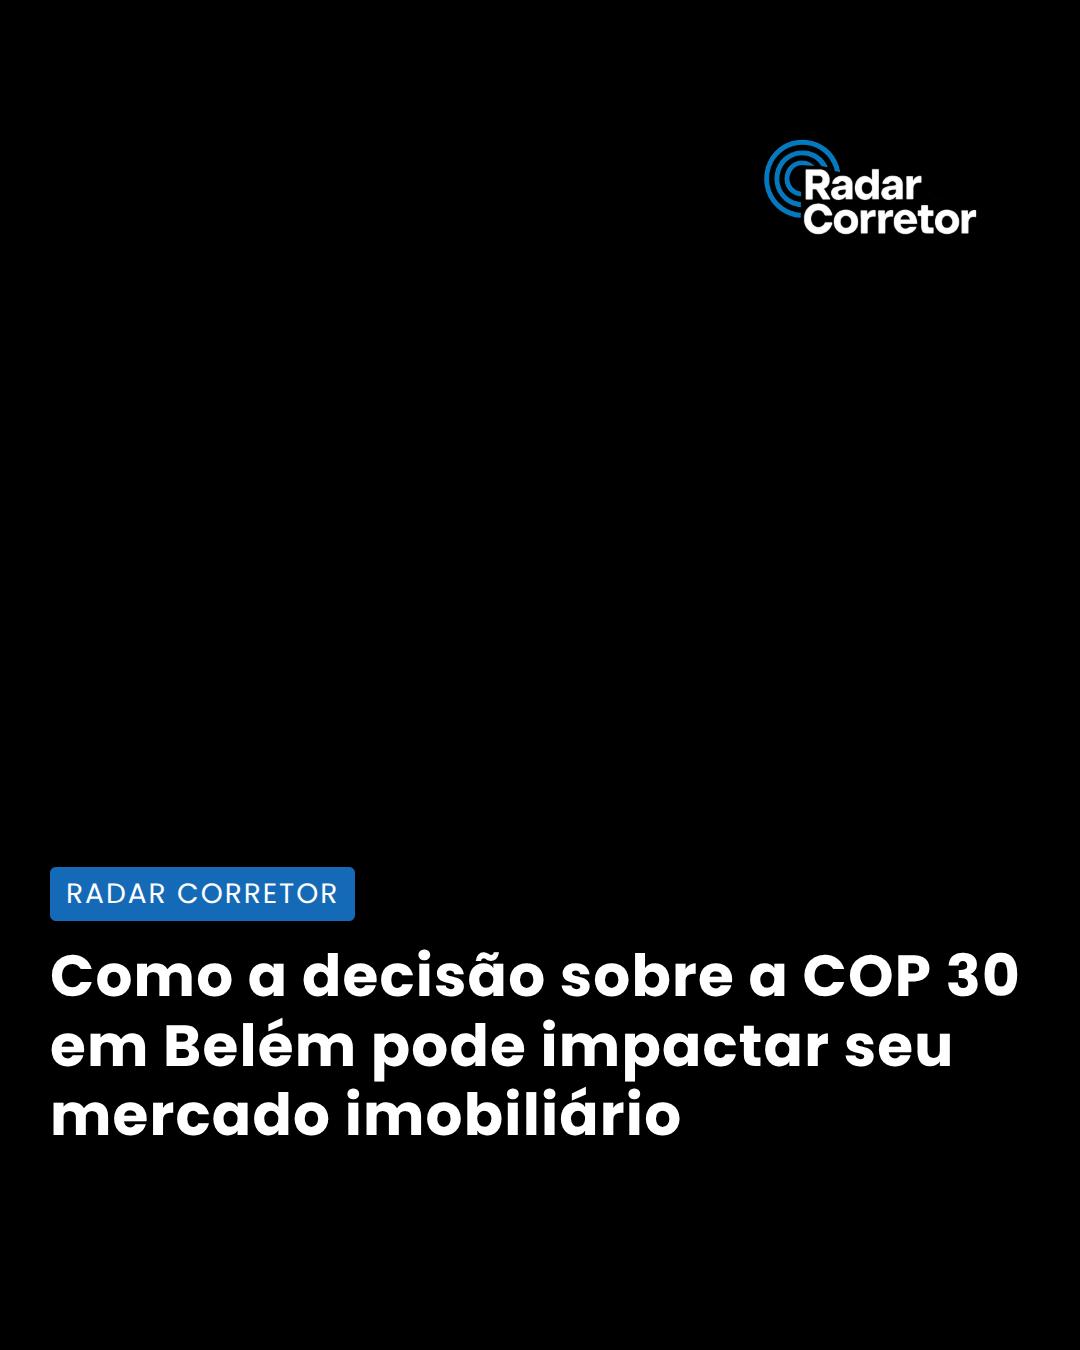 Radar
Corretor
RADAR CORRETOR
Como a decisão sobre a COP 30
em Belém pode impactar seu
mercado imobiliário